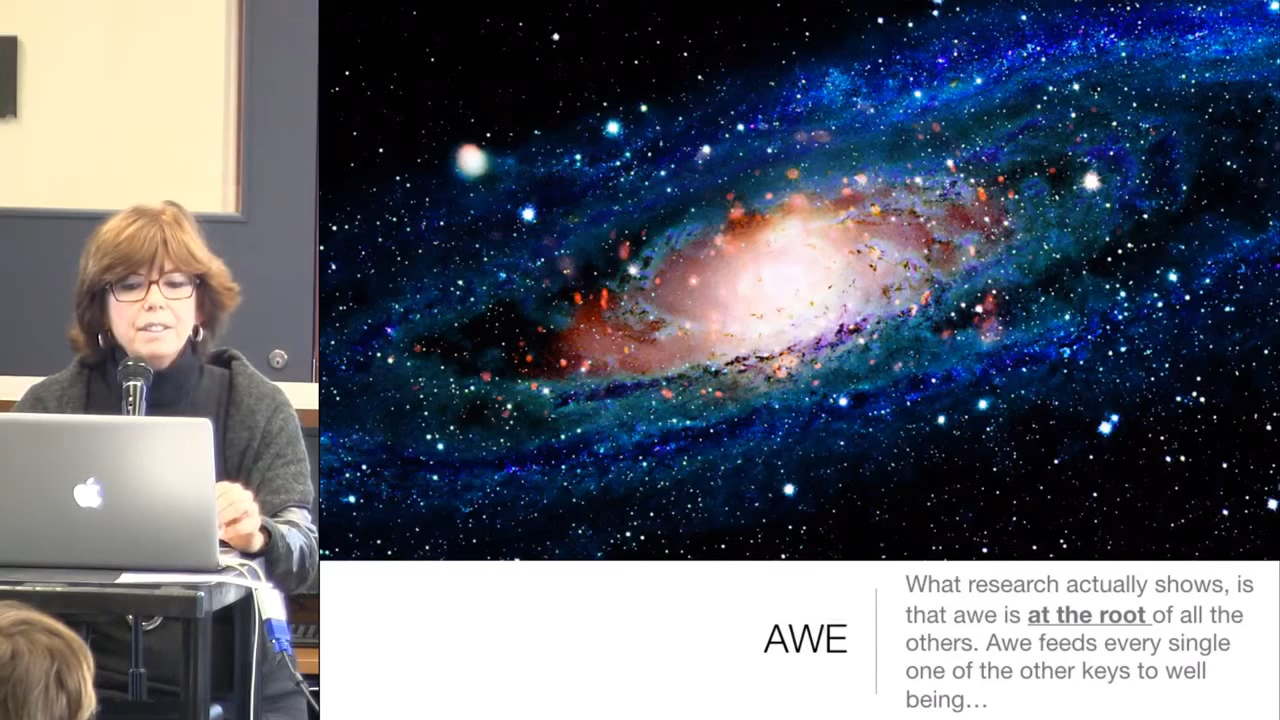 AWE
What research actually shows, is
that awe is at the root of all the
others. Awe feeds every single
one of the other keys to well
being…